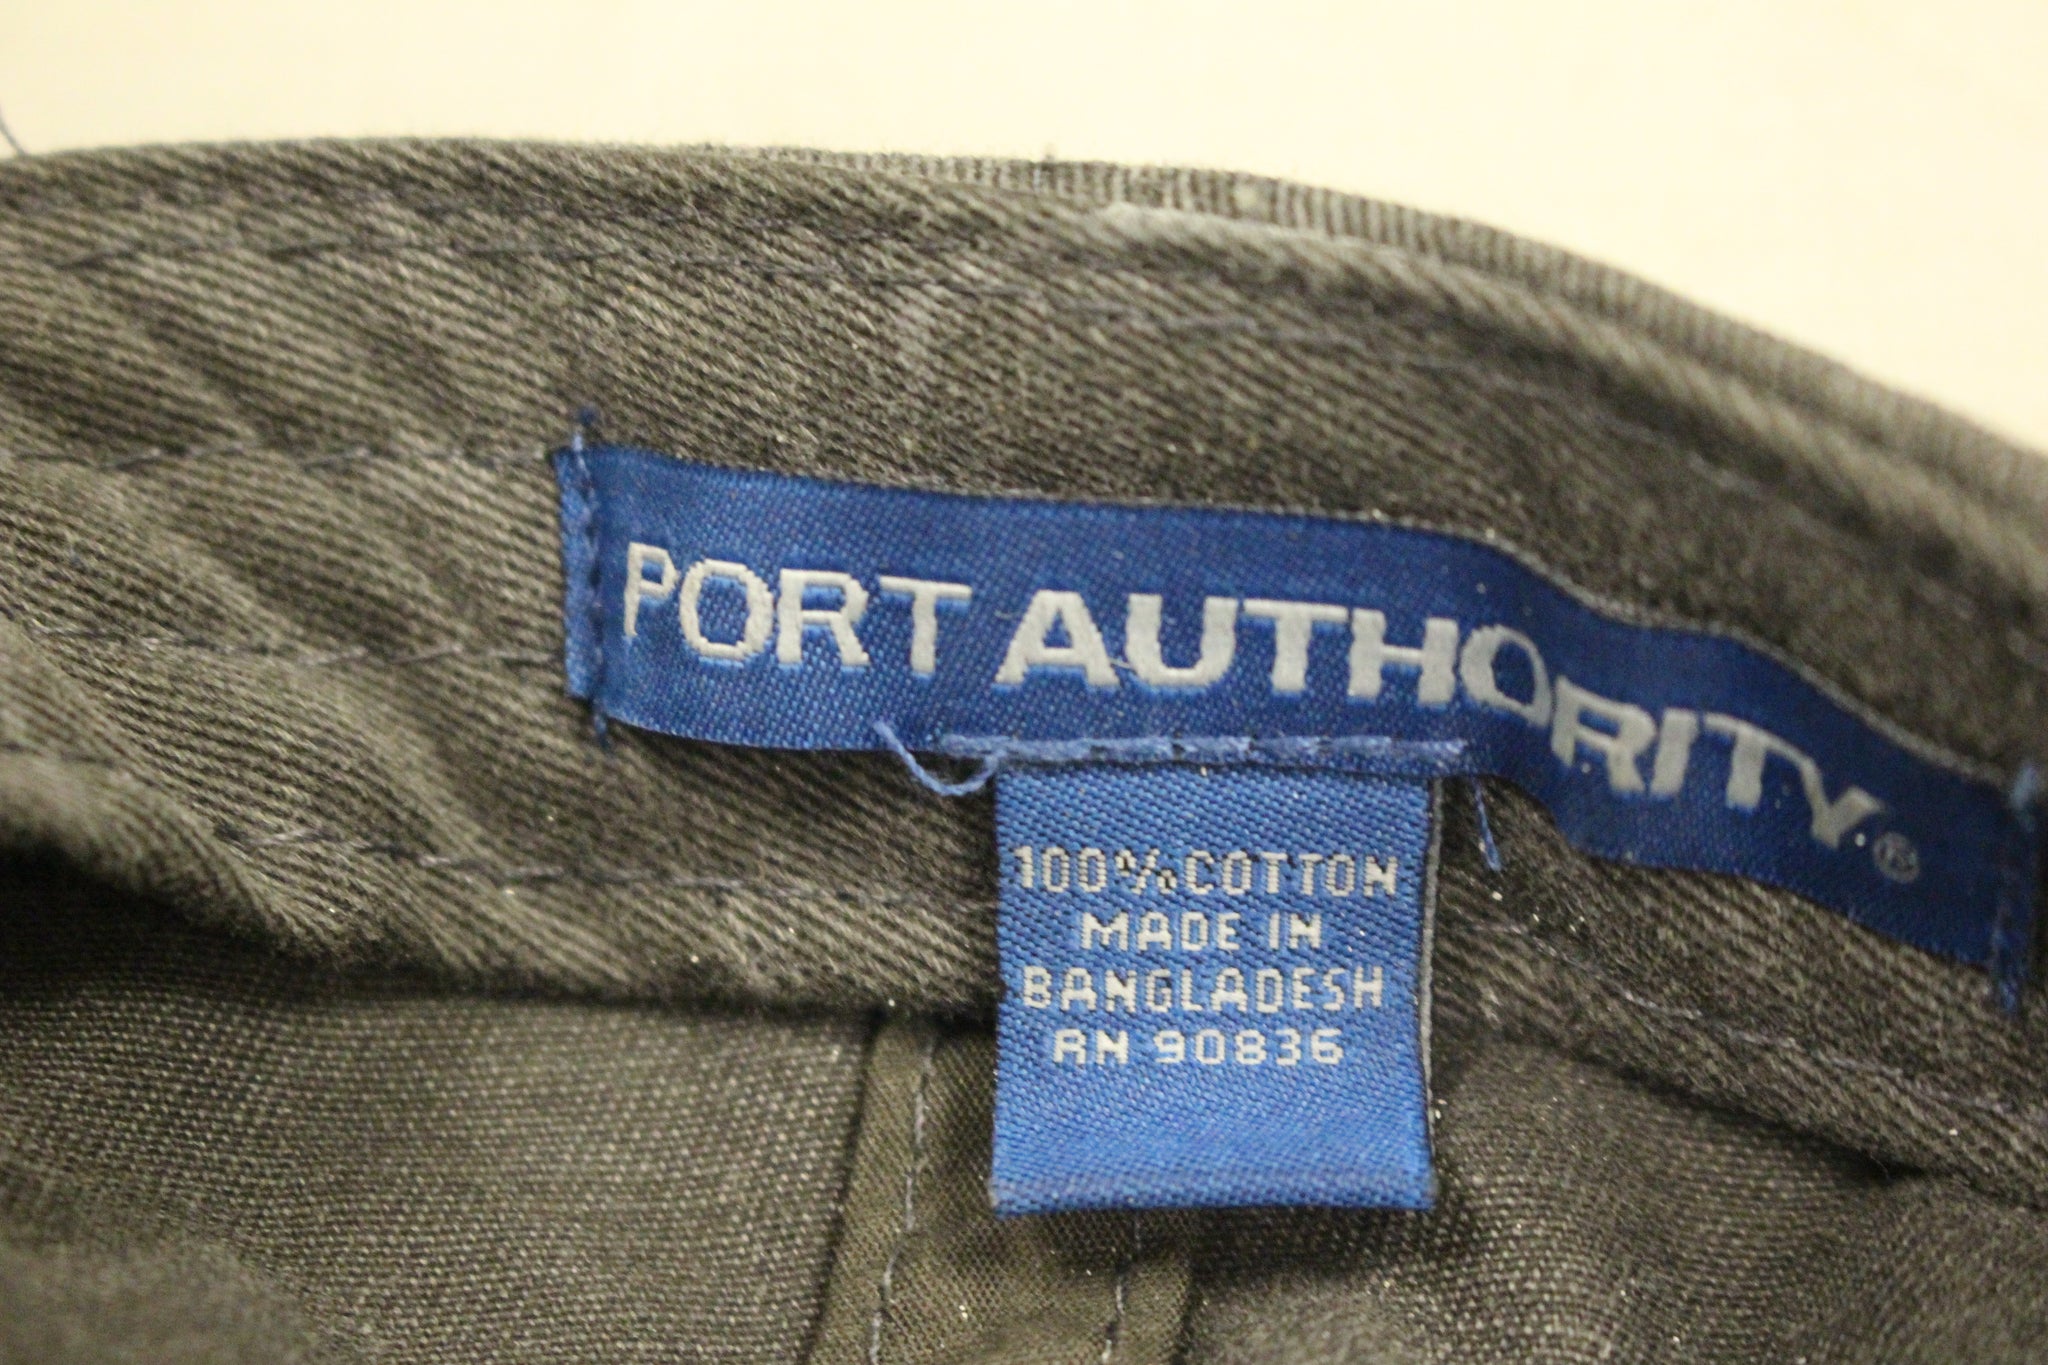 PORT AUTHORITY®
100% COTTON
MADE IN
BANGLADESH
RN 90836